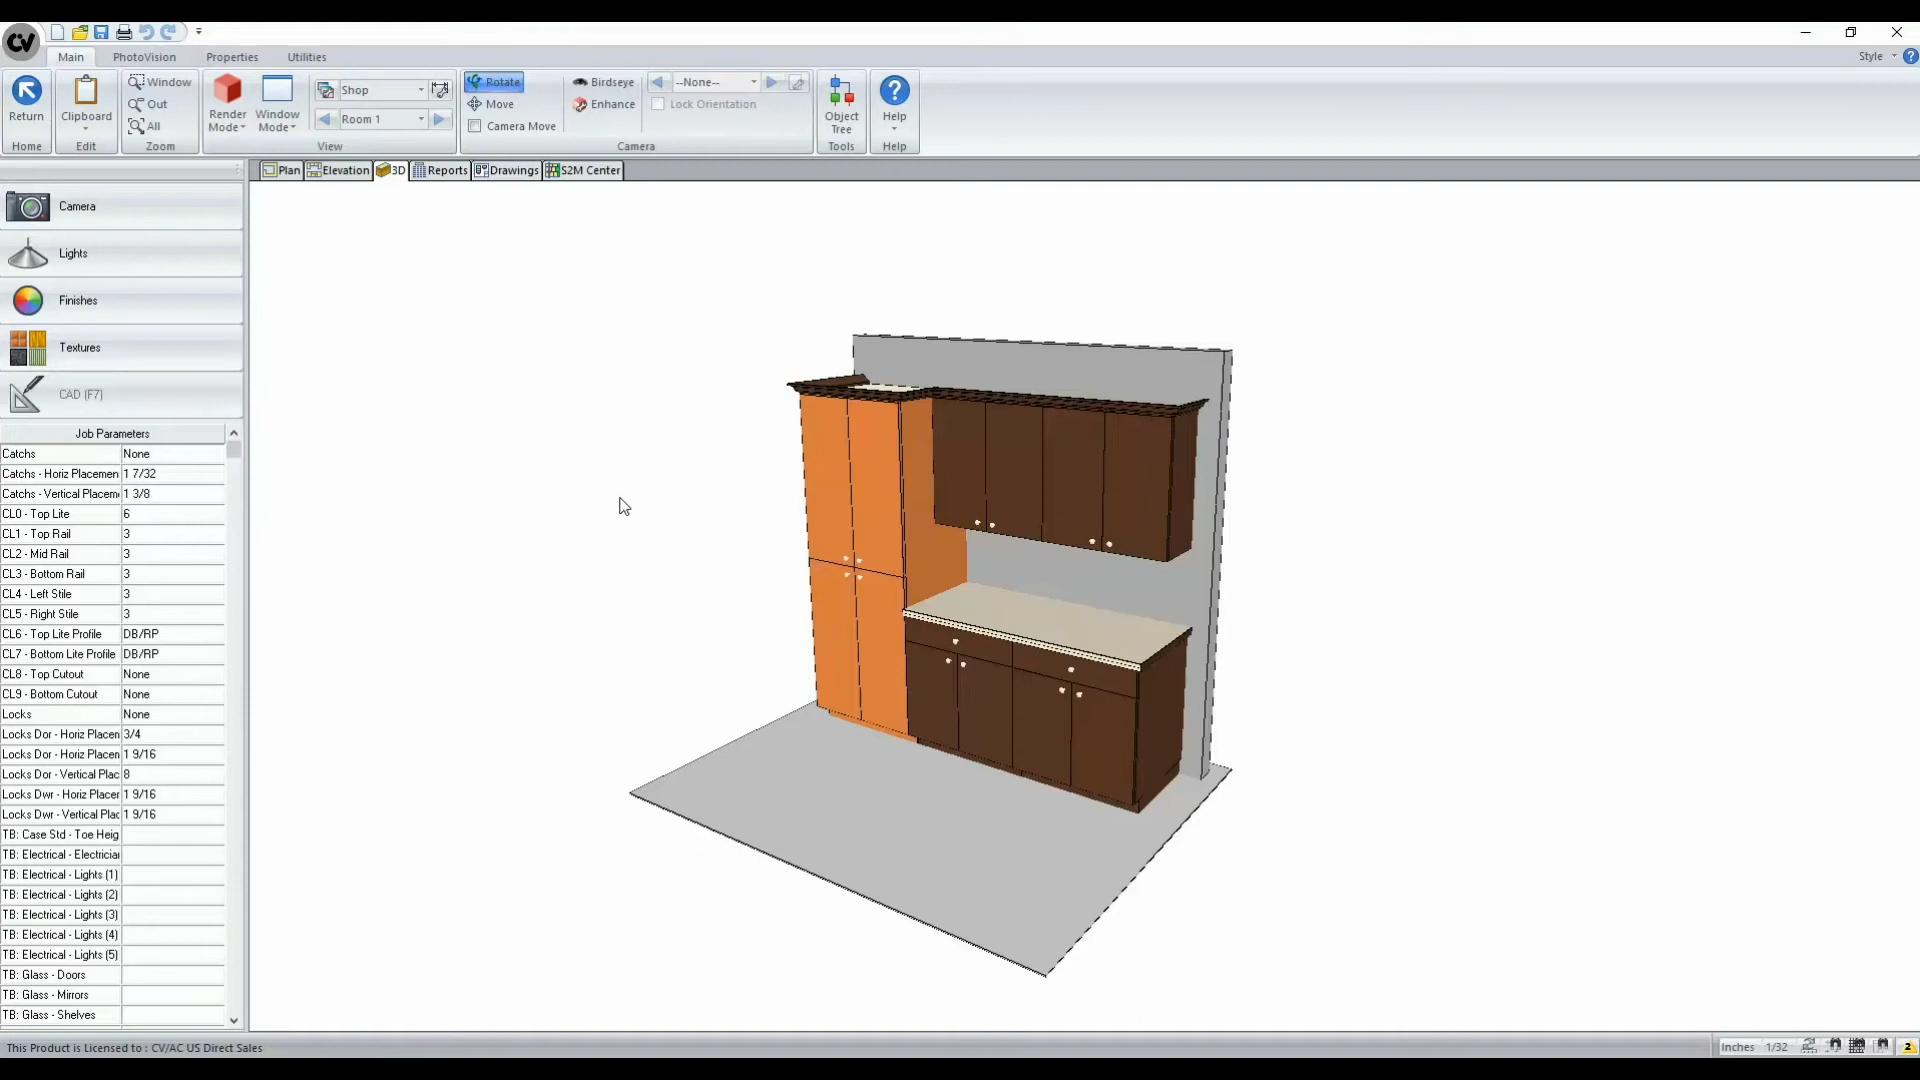 CV
Main PhotoVision Properties Utilities
Style
Return
Home
Clipboard
Edit
Window
Out
All
Zoom
Render
Mode
Window
Mode
Shop
Room 1
View
Rotate
Move
Camera Move
Birdseye
Enhance
--None--
Lock Orientation
Camera
Object
Tree
Tools
Help
Help
Plan Elevation 3D Reports Drawings S2M Center
Camera
Lights
Finishes
Textures
CAD (F7)
Job Parameters
Catchs None
Catchs - Horiz Placemen 1 7/32
Catchs - Vertical Placem 1 3/8
CL0 - Top Lite 6
CL1 - Top Rail 3
CL2 - Mid Rail 3
CL3 - Bottom Rail 3
CL4 - Left Stile 3
CL5 - Right Stile 3
CL6 - Top Lite Profile DB/RP
CL7 - Bottom Lite Profile DB/RP
CL8 - Top Cutout None
CL9 - Bottom Cutout None
Locks None
Locks Dor - Horiz Placen 3/4
Locks Dor - Horiz Placen 1 9/16
Locks Dor - Vertical Plac 8
Locks Dwr - Horiz Placer 1 9/16
Locks Dwr - Vertical Plac 1 9/16
TB: Case Std - Toe Heig
TB: Electrical - Electricial
TB: Electrical - Lights (1)
TB: Electrical - Lights (2)
TB: Electrical - Lights (3)
TB: Electrical - Lights (4)
TB: Electrical - Lights (5)
TB: Glass - Doors
TB: Glass - Mirrors
TB: Glass - Shelves
This Product is Licensed to : CV/AC US Direct Sales
Inches 1/32 2